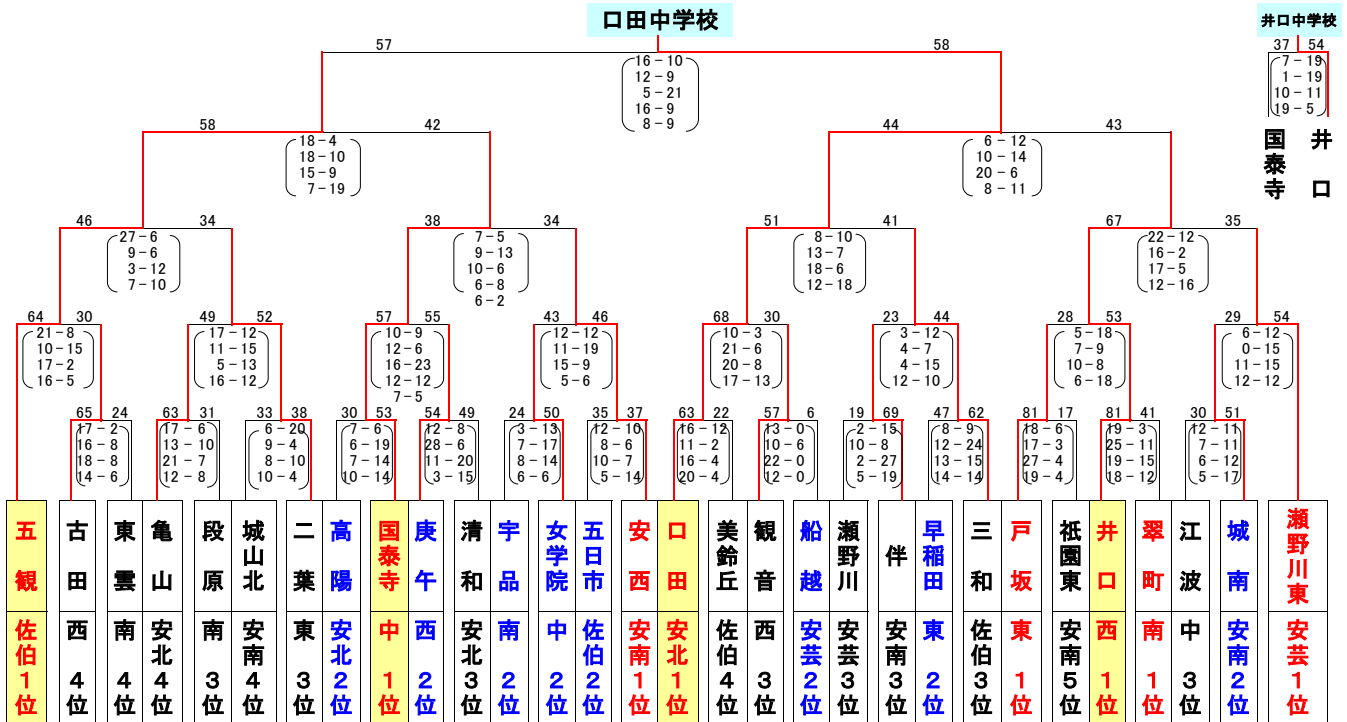 口田中学校
井口中学校
57 58
37 54
16-10
12-9
5-21
16-9
8-9
7-19
1-19
10-11
19-5
国泰寺
井口
58 42
44 43
18-4
18-10
15-9
7-19
6-12
10-14
20-6
8-11
46 34
38 34
51 41
67 35
27-6
9-6
3-12
7-10
7-5
9-13
10-6
6-8
6-2
8-10
13-7
18-6
12-18
22-12
16-2
17-5
12-16
64 30
49 52
57 55
43 46
68 30
23 44
28 53
29 54
21-8
10-15
17-2
16-5
17-12
11-15
5-13
16-12
10-9
12-6
16-23
12-12
7-5
12-12
11-19
15-9
5-6
10-3
21-6
20-8
17-13
3-12
4-7
4-15
12-10
5-18
7-9
10-8
6-18
6-12
0-15
11-15
12-12
65 24
63 31
33 38
30 53
54 49
24 50
35 37
63 22
57 6
19 69
47 62
81 17
81 41
30 51
17-2
16-8
18-8
14-6
17-6
13-10
21-7
12-8
6-20
9-4
8-10
10-4
7-6
6-19
7-14
10-14
12-8
28-6
11-20
3-15
3-13
7-17
8-14
6-6
12-10
8-6
10-7
5-14
16-12
11-2
16-4
20-4
13-0
10-6
22-0
12-0
2-15
10-8
2-27
5-19
8-9
12-24
13-15
14-14
18-6
17-3
27-4
19-4
19-3
25-11
19-15
18-12
12-11
7-11
6-12
5-17
五観
古田
東雲
亀山
段原
城山北
二葉
高陽
国泰寺
庚午
清和
宇品
女学院
五日市
安西
口田
美鈴丘
観音
船越
瀬野川
伴
早稲田
三和
戸坂
祇園東
井口
翠町
江波
城南
瀬野川東
佐伯1位
西4位
南4位
安北4位
南3位
安南4位
東3位
安北2位
中1位
西2位
安北3位
南2位
中2位
佐伯2位
安南1位
安北1位
佐伯4位
西3位
安芸2位
安芸3位
安南3位
東2位
佐伯3位
東1位
安南5位
西1位
南1位
中3位
安南2位
安芸1位